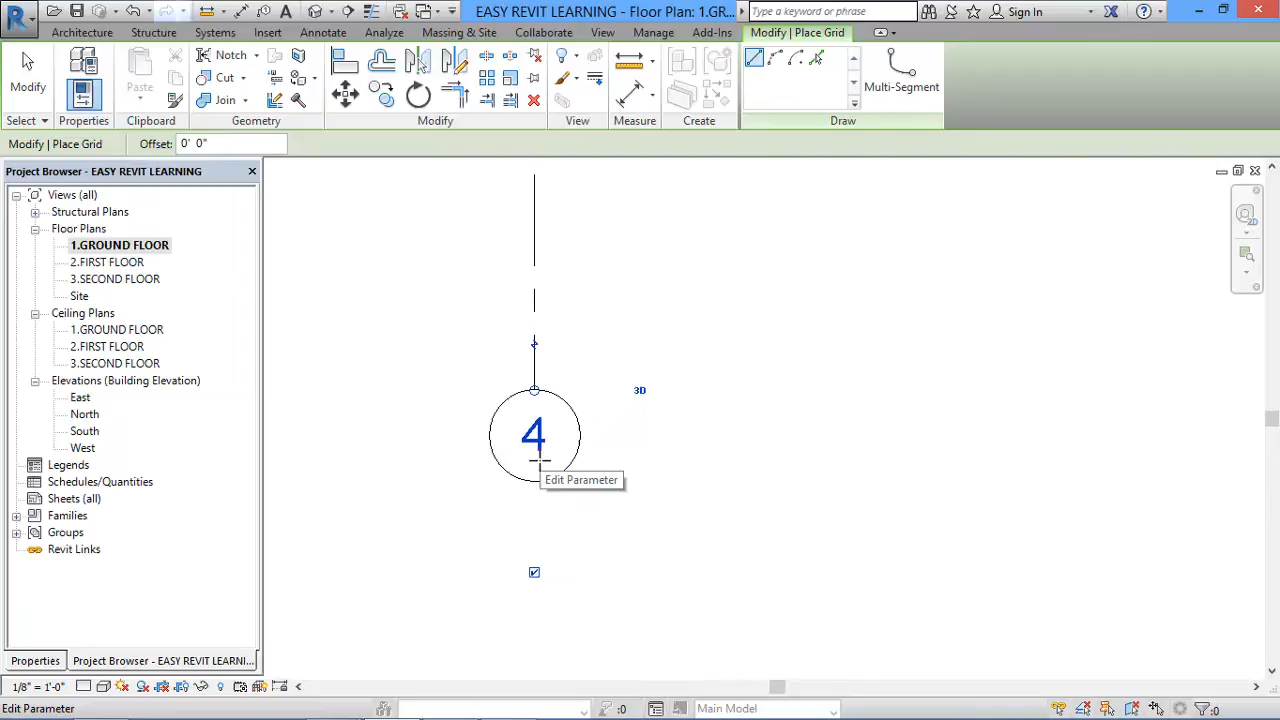 EASY REVIT LEARNING - Floor Plan: 1.GR...
Type a keyword or phrase
Sign In
Architecture
Structure
Systems
Insert
Annotate
Analyze
Massing & Site
Collaborate
View
Manage
Add-Ins
Modify | Place Grid
Modify
Paste
Notch
Cut
Join
Multi-Segment
Select
Properties
Clipboard
Geometry
Modify
View
Measure
Create
Draw
Modify | Place Grid
Offset: 0' 0"
Project Browser - EASY REVIT LEARNING
Views (all)
Structural Plans
Floor Plans
1.GROUND FLOOR
2.FIRST FLOOR
3.SECOND FLOOR
Site
Ceiling Plans
1.GROUND FLOOR
2.FIRST FLOOR
3.SECOND FLOOR
Elevations (Building Elevation)
East
North
South
West
Legends
Schedules/Quantities
Sheets (all)
Families
Groups
Revit Links
3D
4
Edit Parameter
2D
Properties
Project Browser - EASY REVIT LEARNI...
1/8" = 1'-0"
Edit Parameter
:0
Main Model
:0